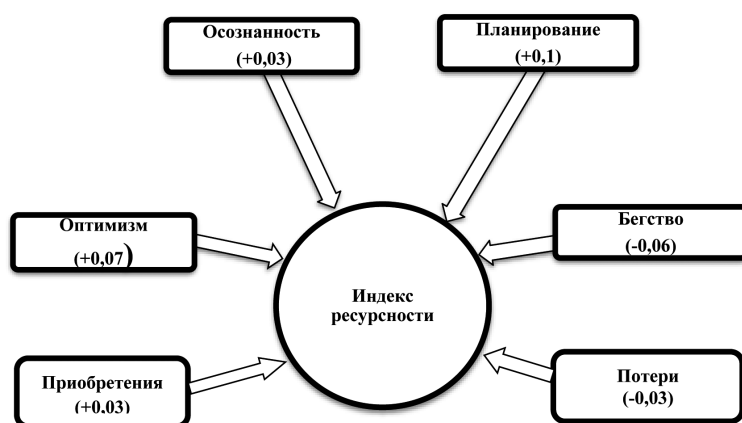 Осознанность
(+0,03)
Планирование
(+0,1)
Оптимизм
(+0,07)
Бегство
(-0,06)
Индекс
ресурсности
Приобретения
(+0,03)
Потери
(-0,03)